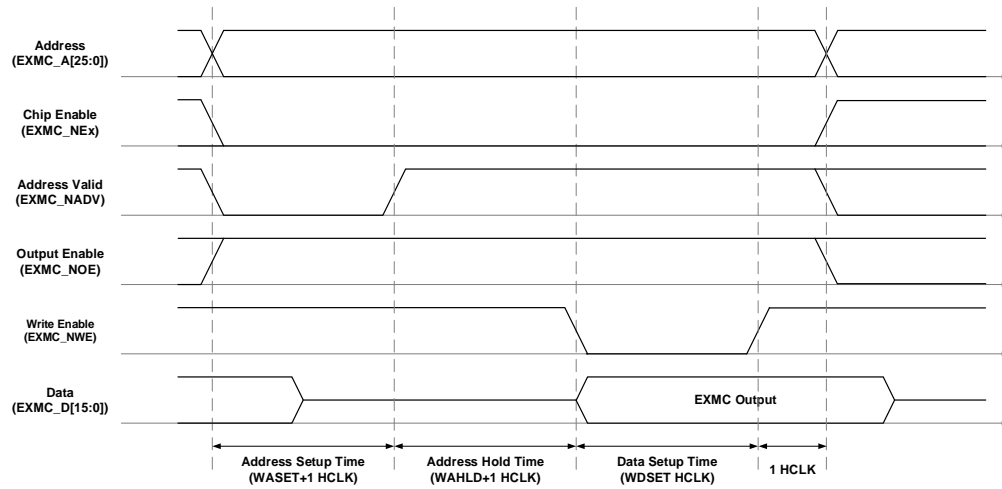 Address
(EXMC_A[25:0])
Chip Enable
(EXMC_NEx)
Address Valid
(EXMC_NADV)
Output Enable
(EXMC_NOE)
Write Enable
(EXMC_NWE)
Data
(EXMC_D[15:0])
EXMC Output
Address Setup Time
(WASET+1 HCLK)
Address Hold Time
(WAHLD+1 HCLK)
Data Setup Time
(WDSET HCLK)
1 HCLK